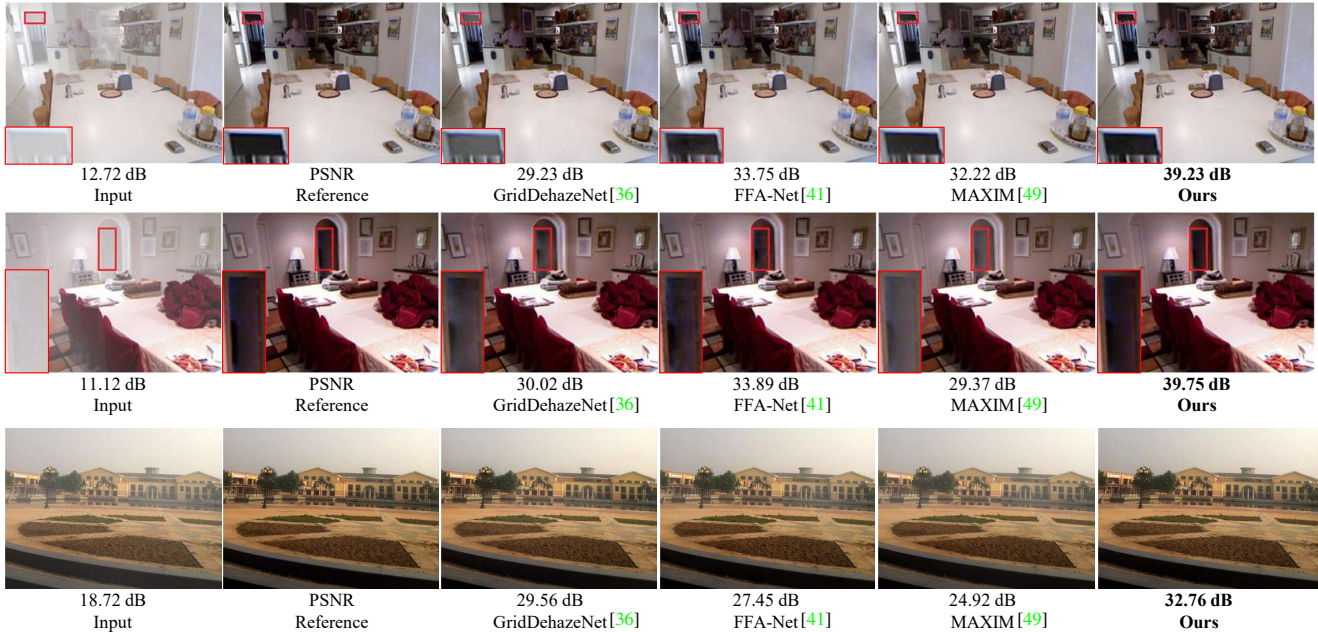 12.72 dB PSNR 29.23 dB 33.75 dB 32.22 dB 39.23 dB
Input Reference GridDehazeNet[36] FFA-Net[41] MAXIM[49] Ours
11.12 dB PSNR 30.02 dB 33.89 dB 29.37 dB 39.75 dB
Input Reference GridDehazeNet[36] FFA-Net[41] MAXIM[49] Ours
18.72 dB PSNR 29.56 dB 27.45 dB 24.92 dB 32.76 dB
Input Reference GridDehazeNet[36] FFA-Net[41] MAXIM[49] Ours